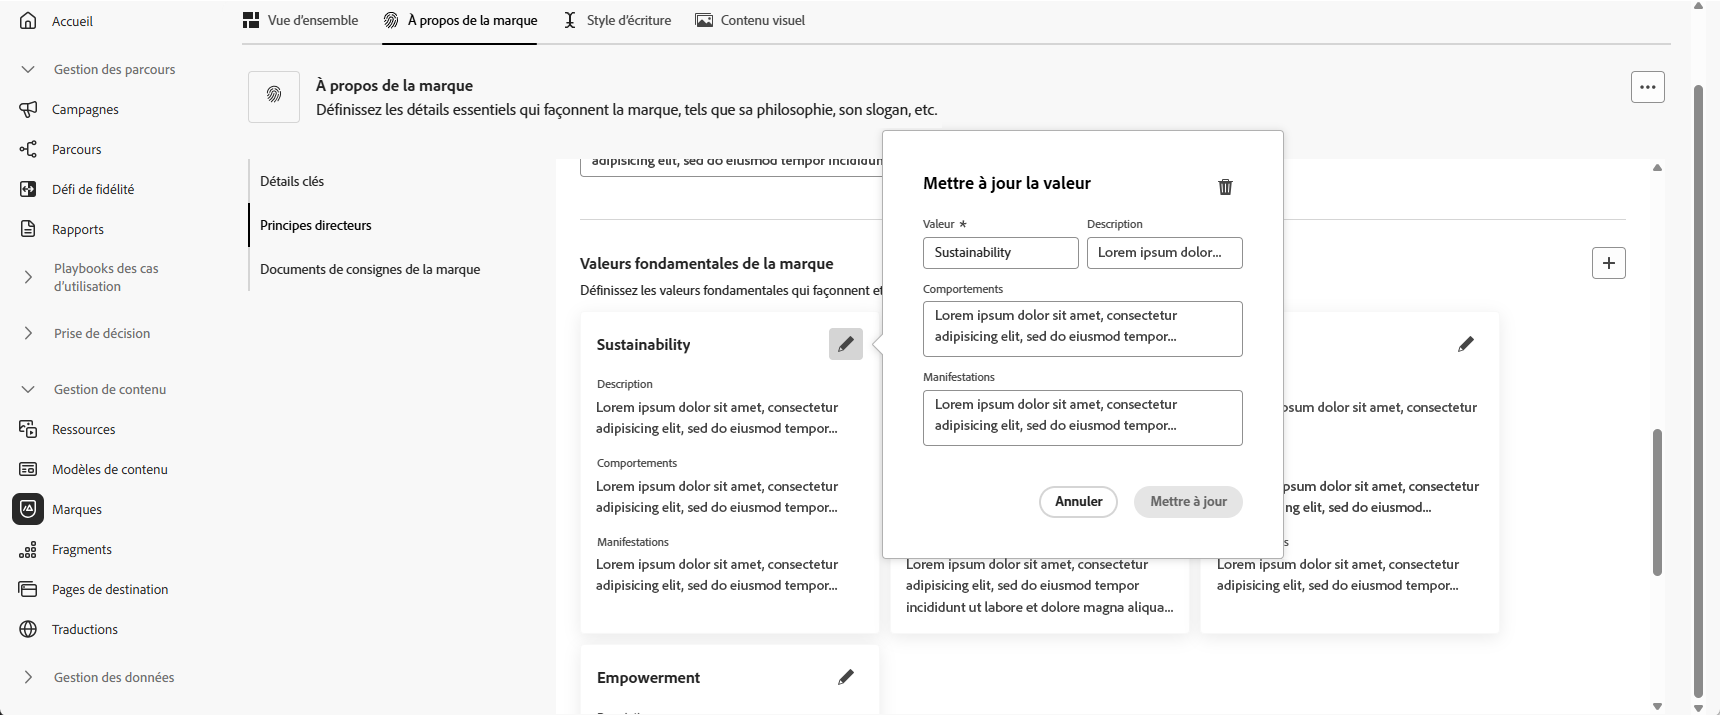 Accueil
Gestion des parcours
Campagnes
Parcours
Défi de fidélité
Rapports
Playbooks des cas
d'utilisation
Prise de décision
Gestion de contenu
Ressources
Modèles de contenu
Marques
Fragments
Pages de destination
Traductions
Gestion des données
Vue d'ensemble
À propos de la marque
Style d'écriture
Contenu visuel
À propos de la marque
Définissez les détails essentiels qui façonnent la marque, tels que sa philosophie, son slogan, etc.
Détails clés
Principes directeurs
Documents de consignes de la marque
adipisicing elit, sed do eiusmod tempor incididun
Valeurs fondamentales de la marque
Définissez les valeurs fondamentales qui façonnent et
Sustainability
Description
Lorem ipsum dolor sit amet, consectetur
adipisicing elit, sed do eiusmod tempor...
Comportements
Lorem ipsum dolor sit amet, consectetur
adipisicing elit, sed do eiusmod tempor...
Manifestations
Lorem ipsum dolor sit amet, consectetur
adipisicing elit, sed do eiusmod tempor...
Mettre à jour la valeur
Valeur *
Description
Sustainability
Lorem ipsum dolor...
Comportements
Lorem ipsum dolor sit amet, consectetur
adipisicing elit, sed do eiusmod tempor...
Manifestations
Lorem ipsum dolor sit amet, consectetur
adipisicing elit, sed do eiusmod tempor...
Annuler
Mettre à jour
Lorem ipsum dolor sit amet, consectetur
adipisicing elit, sed do eiusmod tempor
incididunt ut labore et dolore magna aliqua...
osum dolor sit amet, consectetur
psum dolor sit amet, consectetur
ng elit, sed do eiusmod...
s
Lorem ipsum dolor sit amet, consectetur
adipisicing elit, sed do eiusmod tempor...
Empowerment